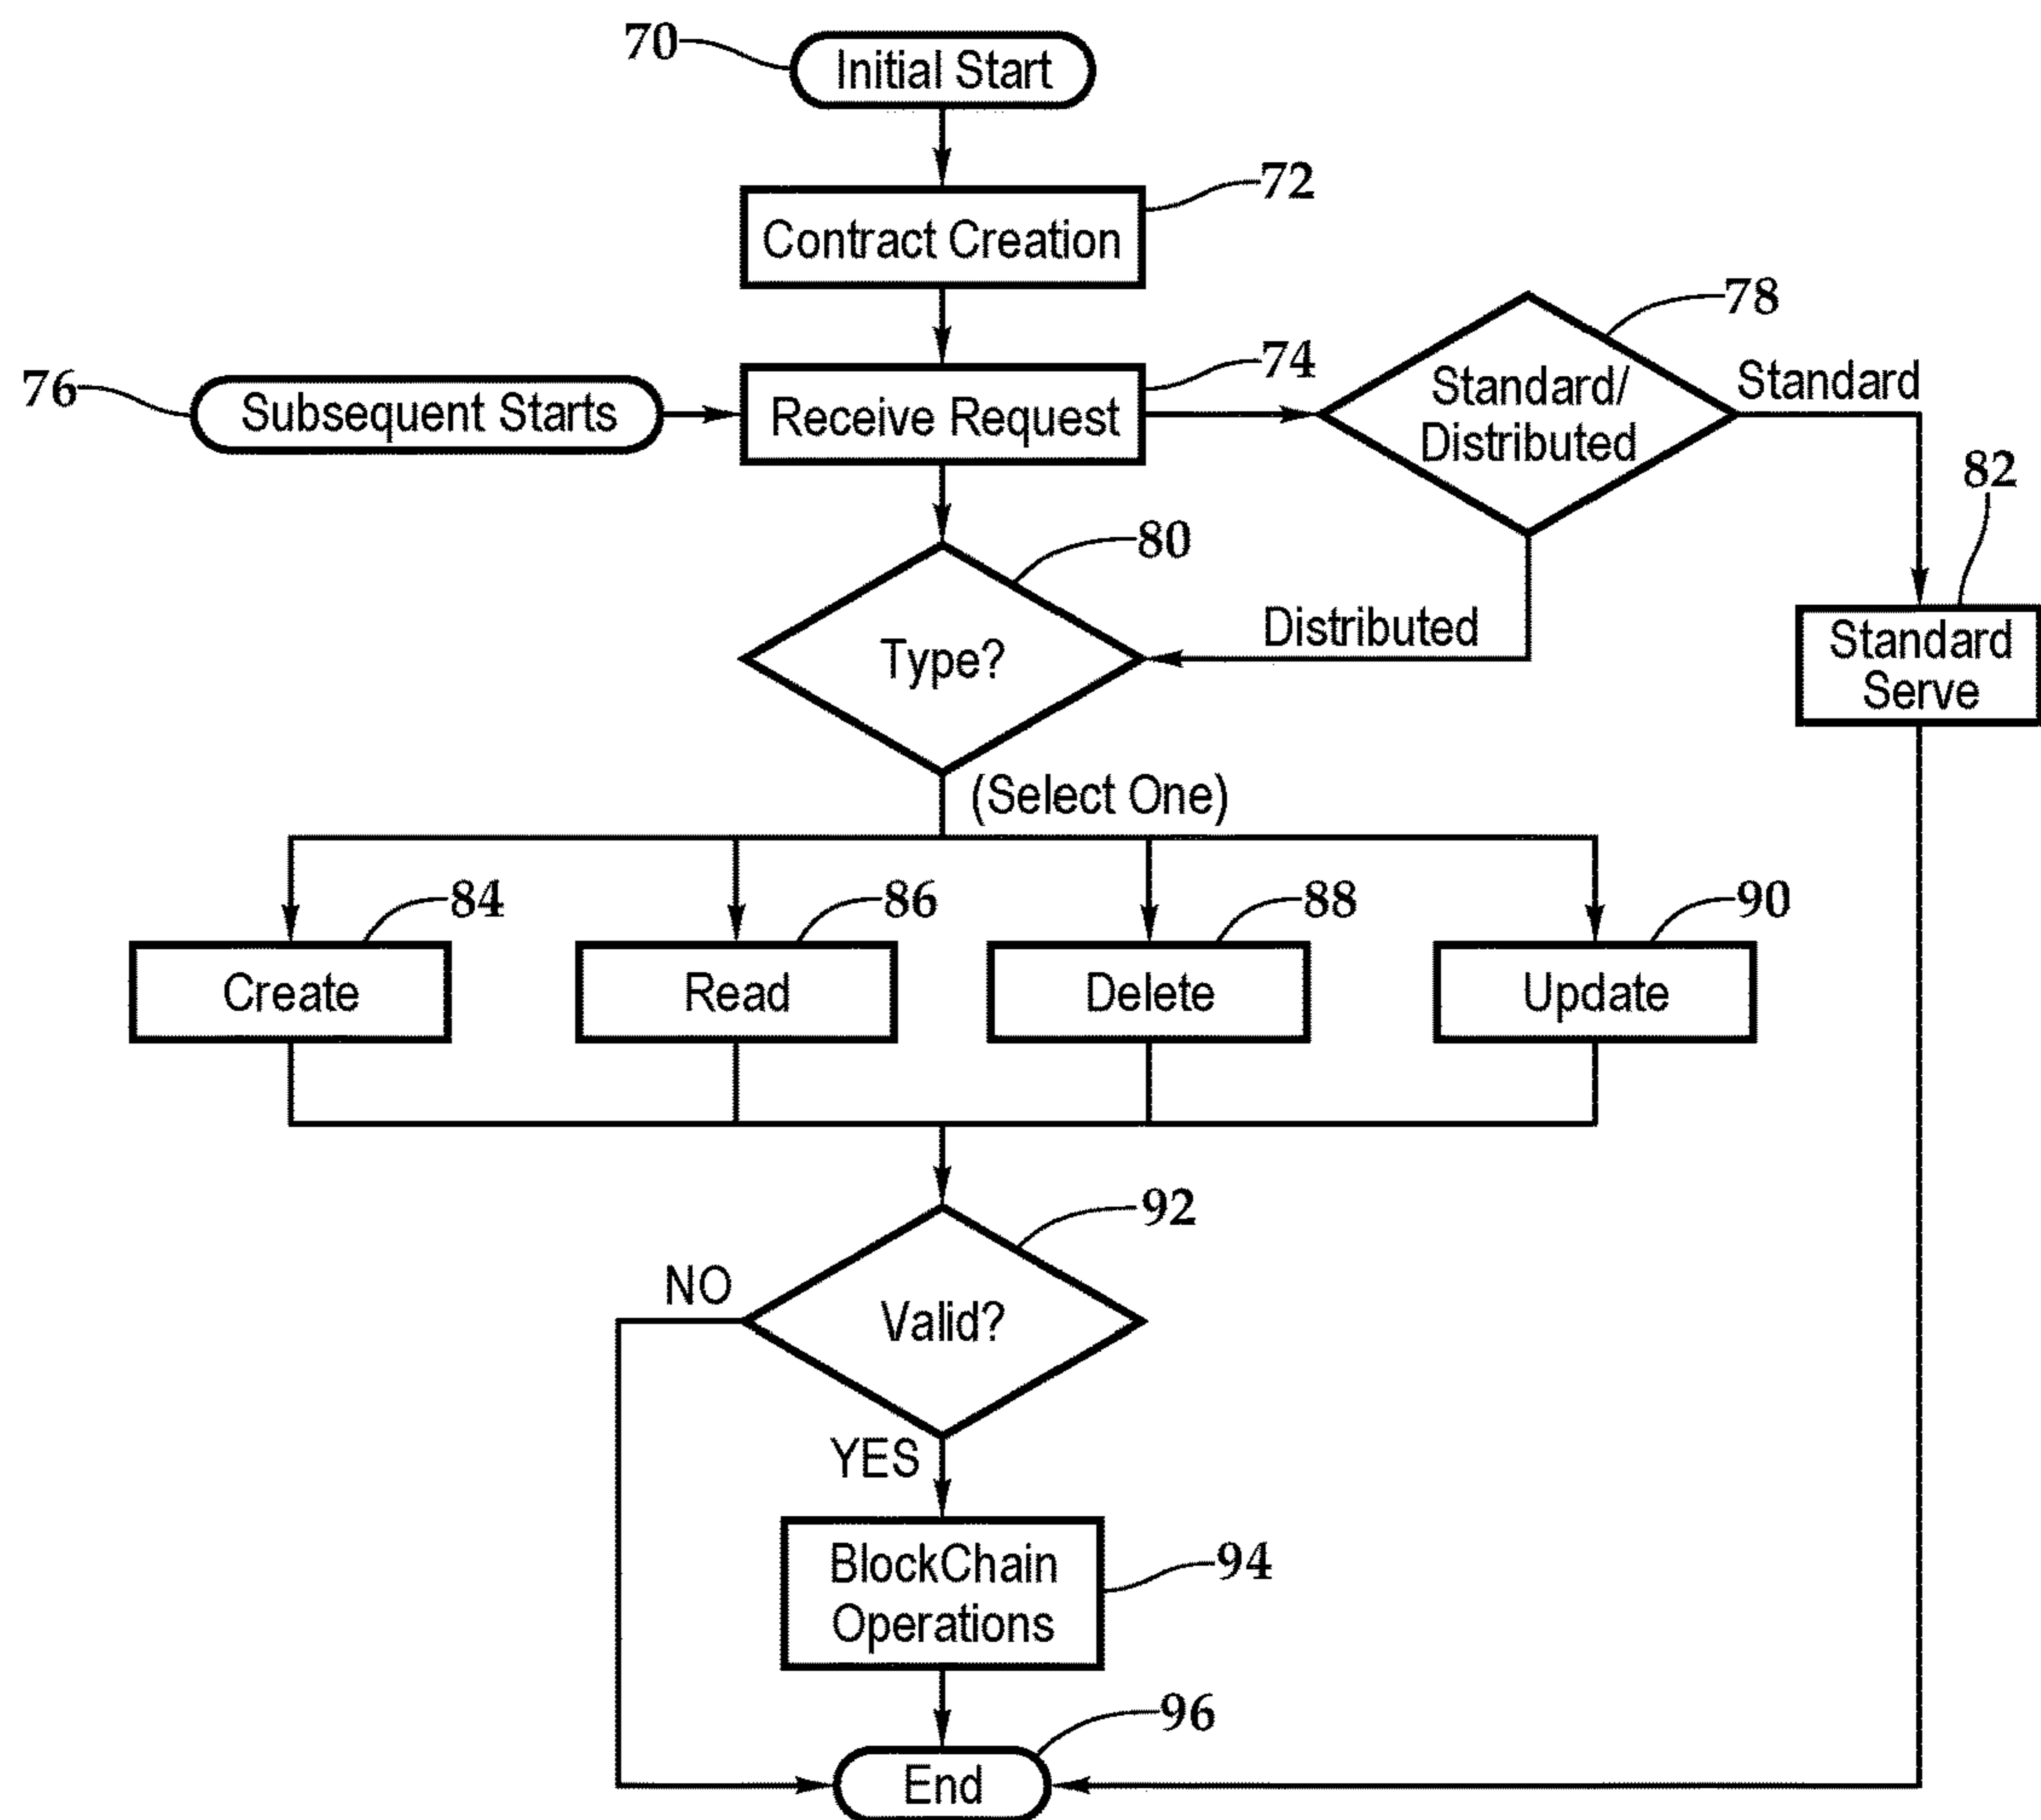 70
Initial Start
72
Contract Creation
78
74
Standard
76
Subsequent Starts
Receive Request
Standard/
Distributed
82
80
Distributed
Type?
Standard
Serve
(Select One)
84
86
88
90
Create
Read
Delete
Update
92
NO
Valid?
YES
BlockChain
Operations
94
96
End